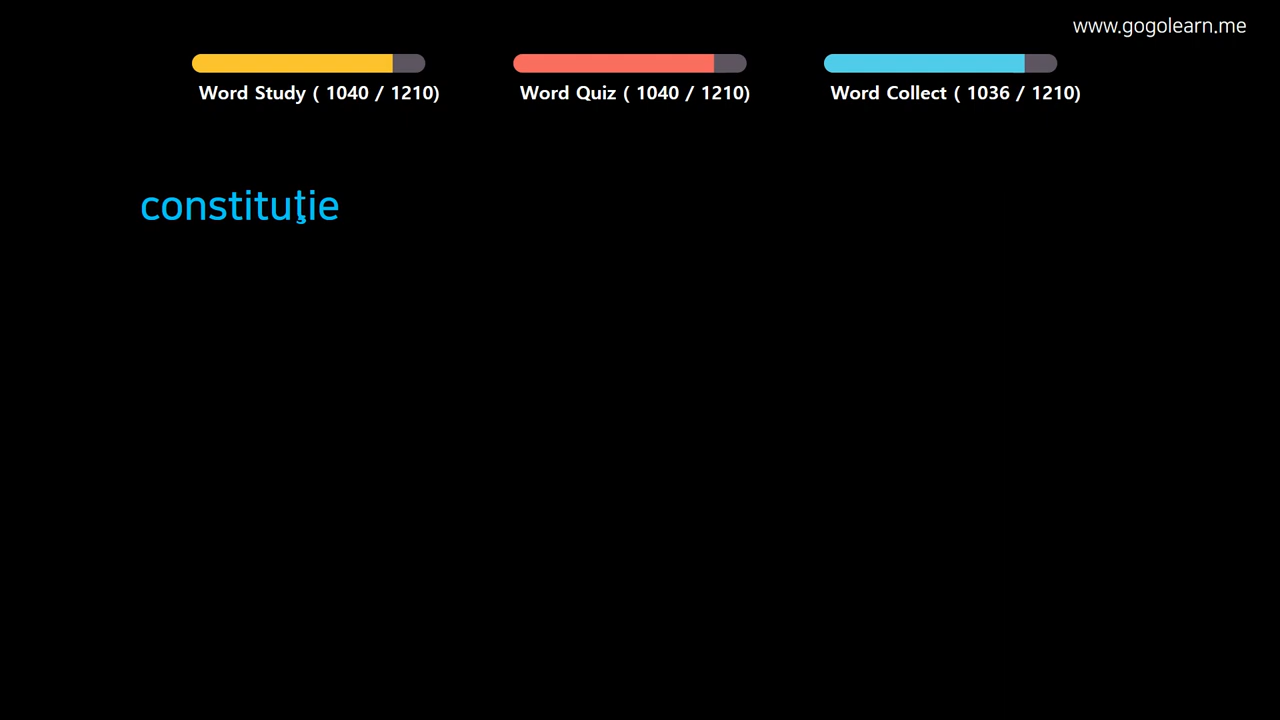 www.gogolearn.me
Word Study ( 1040 / 1210)
Word Quiz ( 1040 / 1210)
Word Collect ( 1036 / 1210)
constituţie